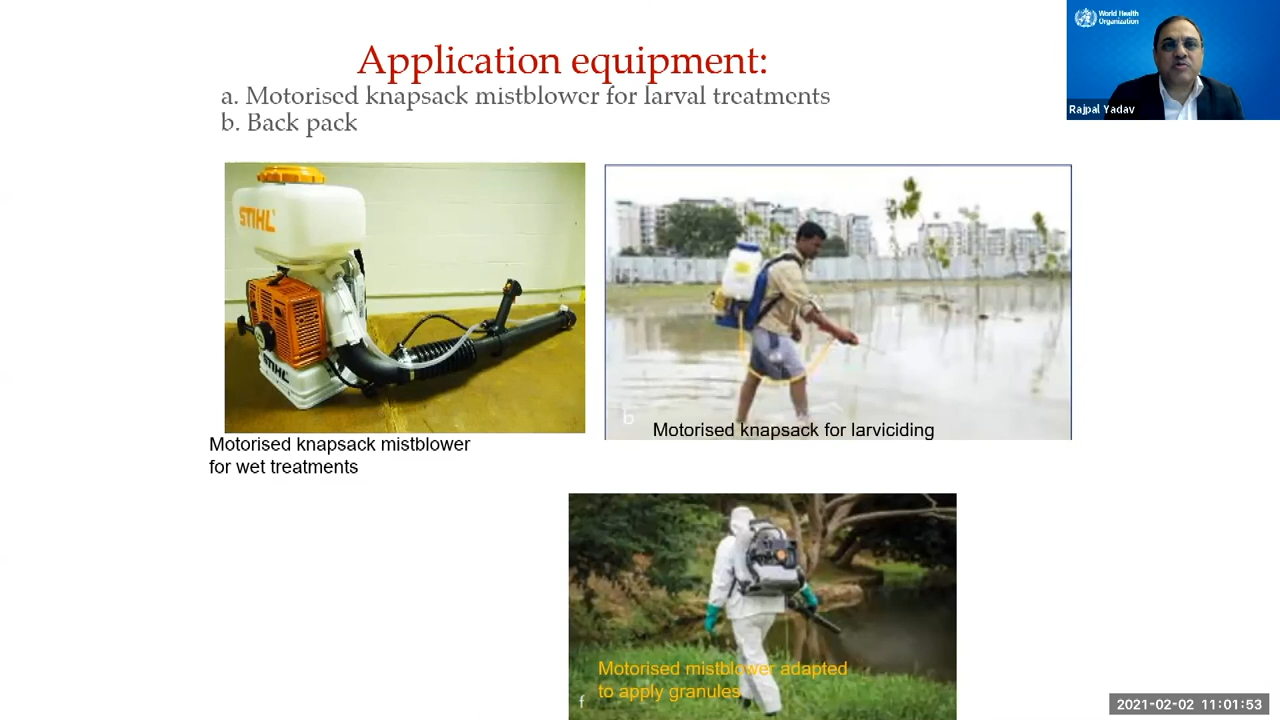 World Health
Organization
Rajpal Yadav
Application equipment:
a. Motorised knapsack mistblower for larval treatments
b. Back pack
STIHL
STIHL
Motorised knapsack mistblower
for wet treatments
b
Motorised knapsack for larviciding
Motorised mistblower adapted
to apply granules
f
2021-02-02 11:01:53